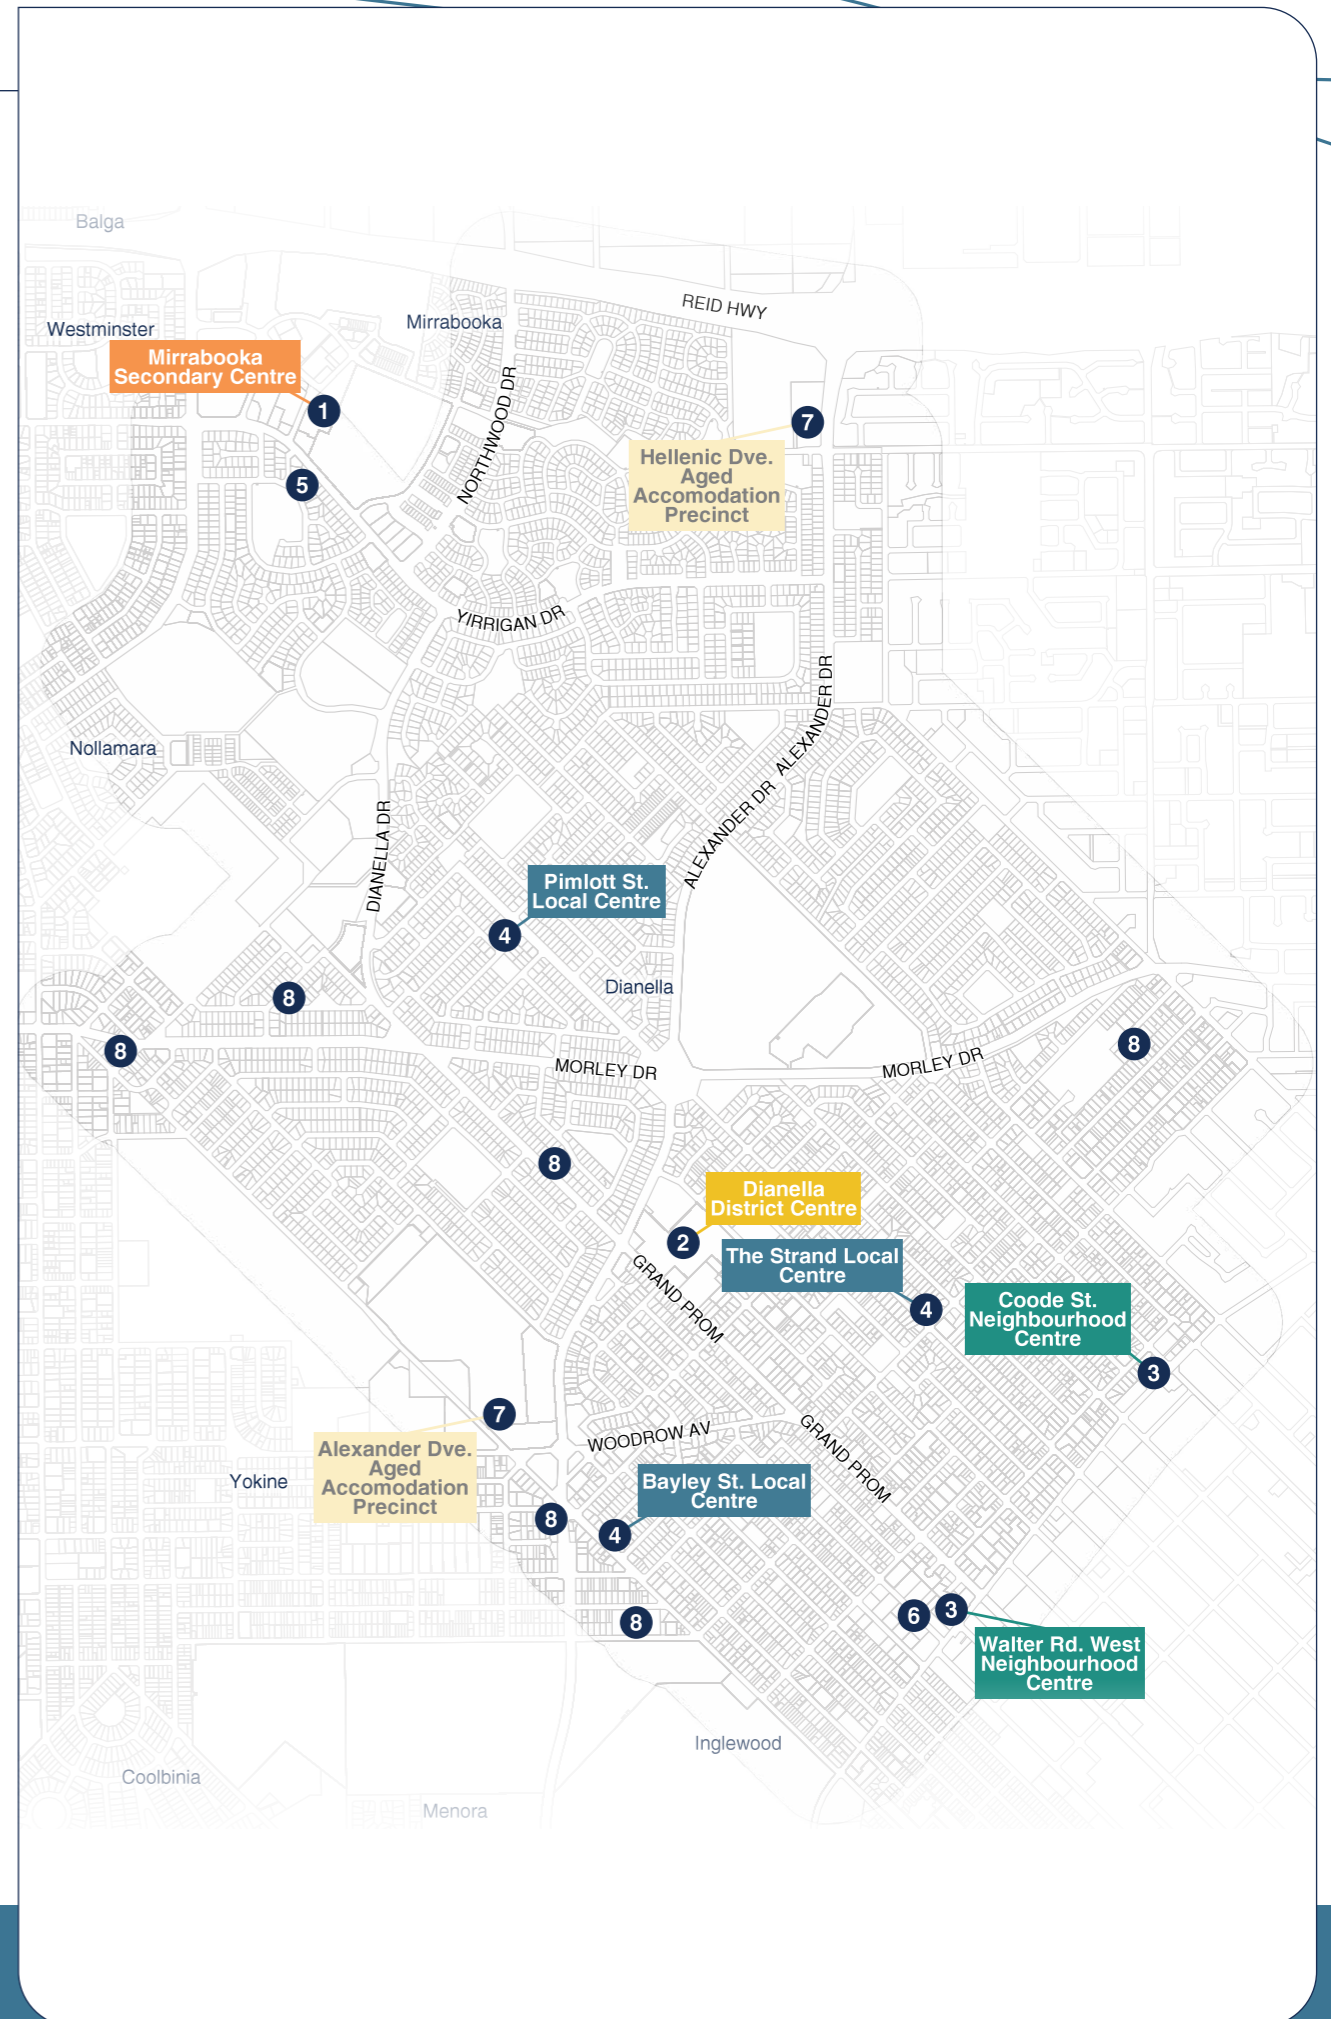 Balga
REID HWY
Westminster
Mirrabooka
Mirrabooka
Secondary Centre
1
NORTHWOOD DR
7
Hellenic Dve.
Aged
Accomodation
Precinct
5
YIRRIGAN DR
ALEXANDER DR
Nollamara
ALEXANDER DR
DIANELLA DR
Pimlott St.
Local Centre
4
Dianella
8
8
MORLEY DR
MORLEY DR
8
8
Dianella
District Centre
2
The Strand Local
Centre
4
GRAND PROM
Coode St.
Neighbourhood
Centre
3
7
Alexander Dve.
Aged
Accomodation
Precinct
WOODROW AV
GRAND PROM
Yokine
Bayley St. Local
Centre
8
4
8
6
3
Walter Rd. West
Neighbourhood
Centre
Inglewood
Coolbinia
Menora